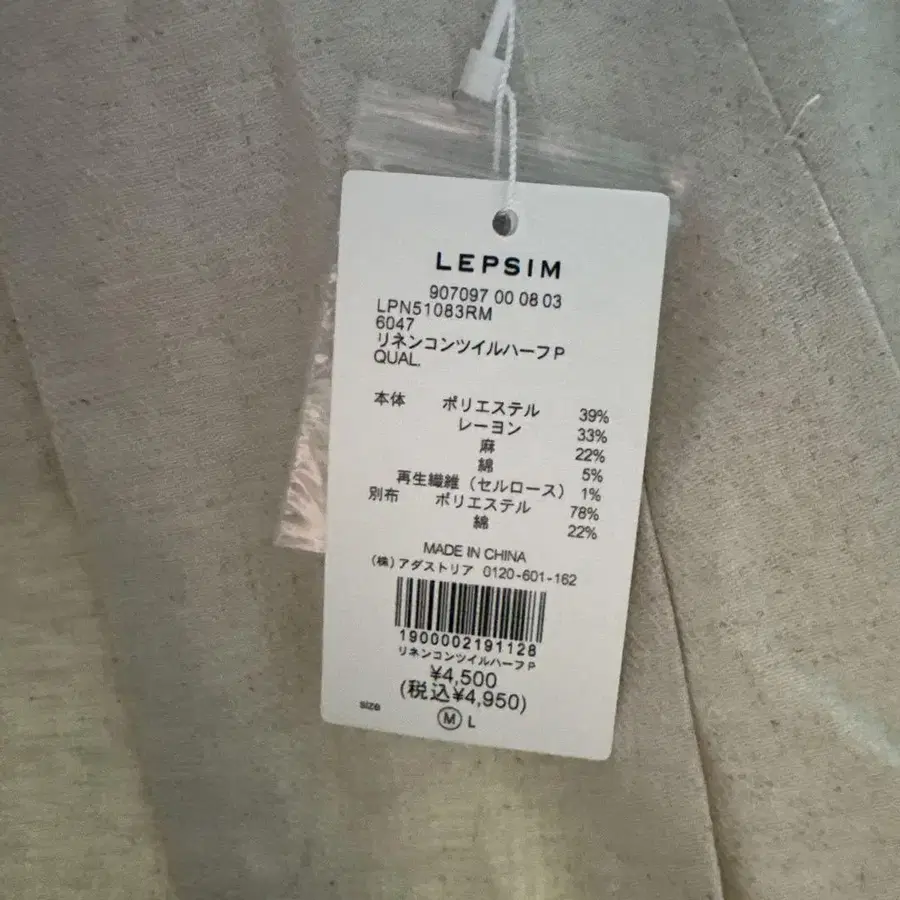 LEPSIM
907097 00 08 03
LPN51083RM
6047
リネンコンツイルハーフP
QUAL.
本体 ポリエステル 39%
レーヨン 33%
麻 22%
綿 5%
再生繊維（セルロース） 1%
別布 ポリエステル 78%
綿 22%
MADE IN CHINA
（株）アダストリア 0120-601-162
1900002191128
リネンコンツイルハーフP
¥4,500
(税込¥4,950)
size Ⓜ L